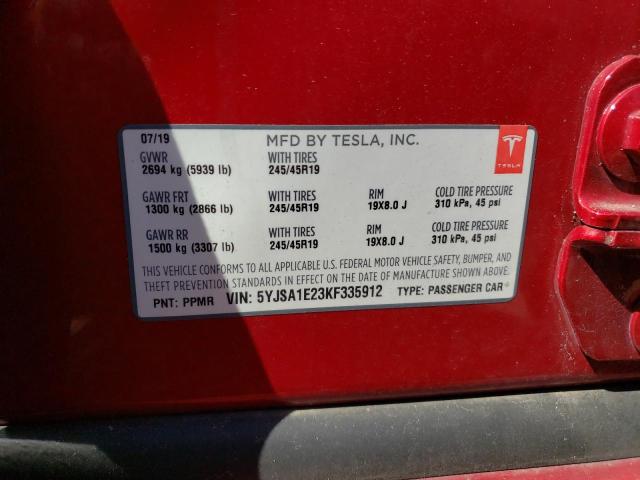 07/19 MFD BY TESLA, INC.
TESLA
GVWR WITH TIRES
2694 kg (5939 lb) 245/45R19
GAWR FRT WITH TIRES RIM COLD TIRE PRESSURE
1300 kg (2866 lb) 245/45R19 19X8.0 J 310 kPa, 45 psi
GAWR RR WITH TIRES RIM COLD TIRE PRESSURE
1500 kg (3307 lb) 245/45R19 19X8.0 J 310 kPa, 45 psi
THIS VEHICLE CONFORMS TO ALL APPLICABLE U.S. FEDERAL MOTOR VEHICLE SAFETY, BUMPER, AND
THEFT PREVENTION STANDARDS IN EFFECT ON THE DATE OF MANUFACTURE SHOWN ABOVE.
PNT: PPMR VIN: 5YJSA1E23KF335912 TYPE: PASSENGER CAR